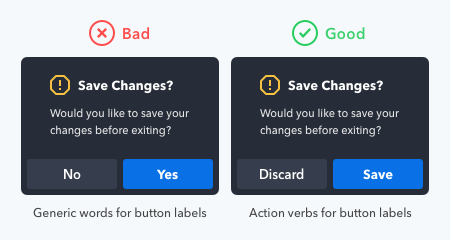 Bad
Save Changes?
Would you like to save your
changes before exiting?
No
Yes
Generic words for button labels
Good
Save Changes?
Would you like to save your
changes before exiting?
Discard
Save
Action verbs for button labels